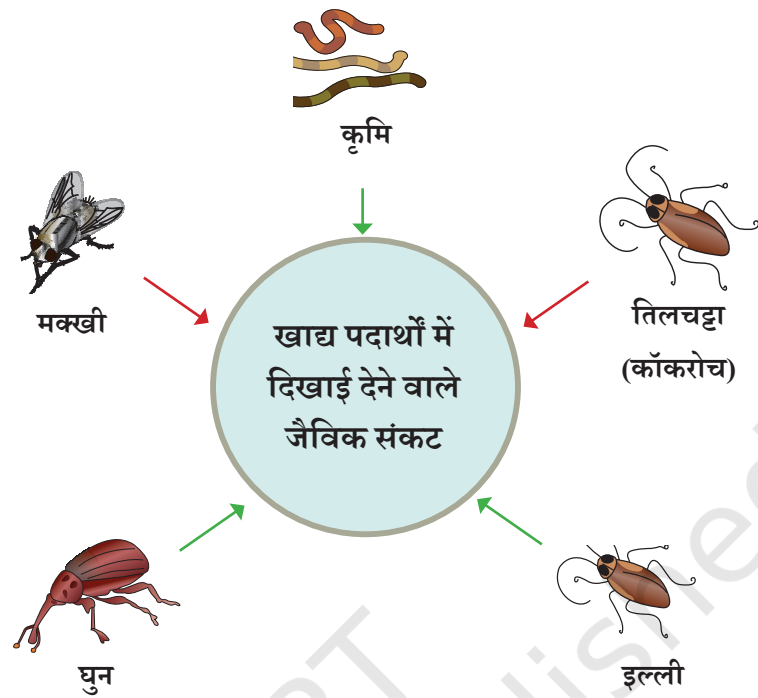 कृमि
मक्खी
तिलचट्टा
(कॉकरोच)
खाद्य पदार्थों में
दिखाई देने वाले
जैविक संकट
घुन
इल्ली